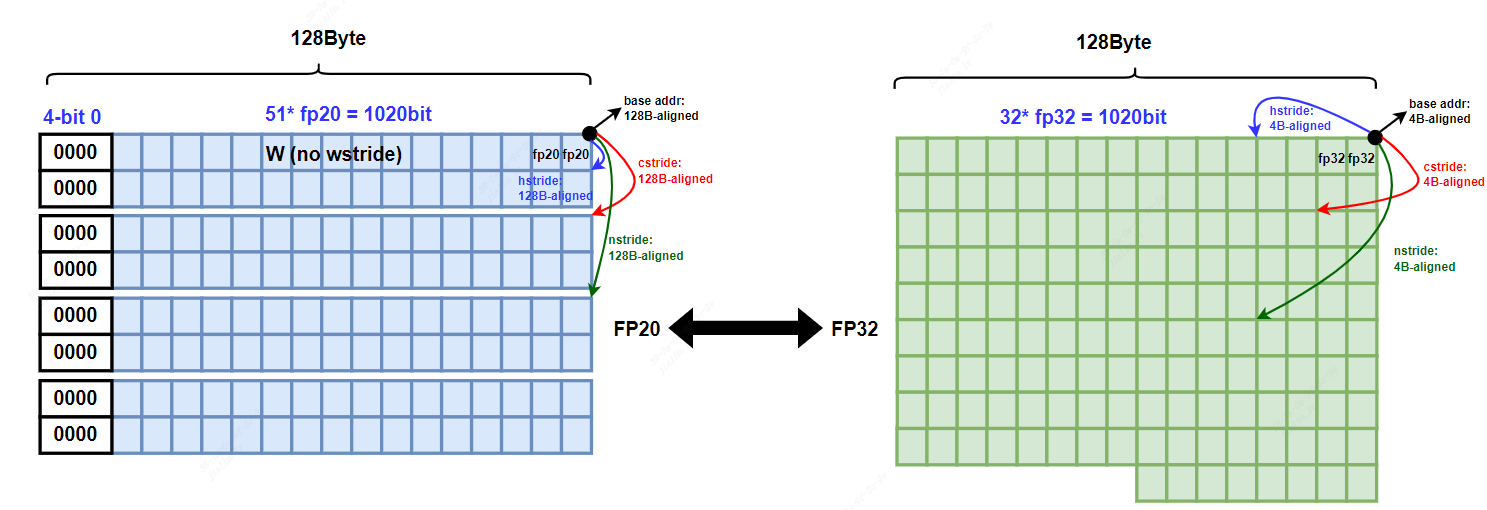 128Byte
4-bit 0
51* fp20 = 1020bit
base addr:
128B-aligned
0000
W (no wstride)
fp20 fp20
cstride:
128B-aligned
0000
hstride:
128B-aligned
0000
nstride:
128B-aligned
0000
0000
0000
0000
0000
FP20
FP32
128Byte
32* fp32 = 1020bit
hstride:
4B-aligned
base addr:
4B-aligned
fp32 fp32
cstride:
4B-aligned
nstride:
4B-aligned